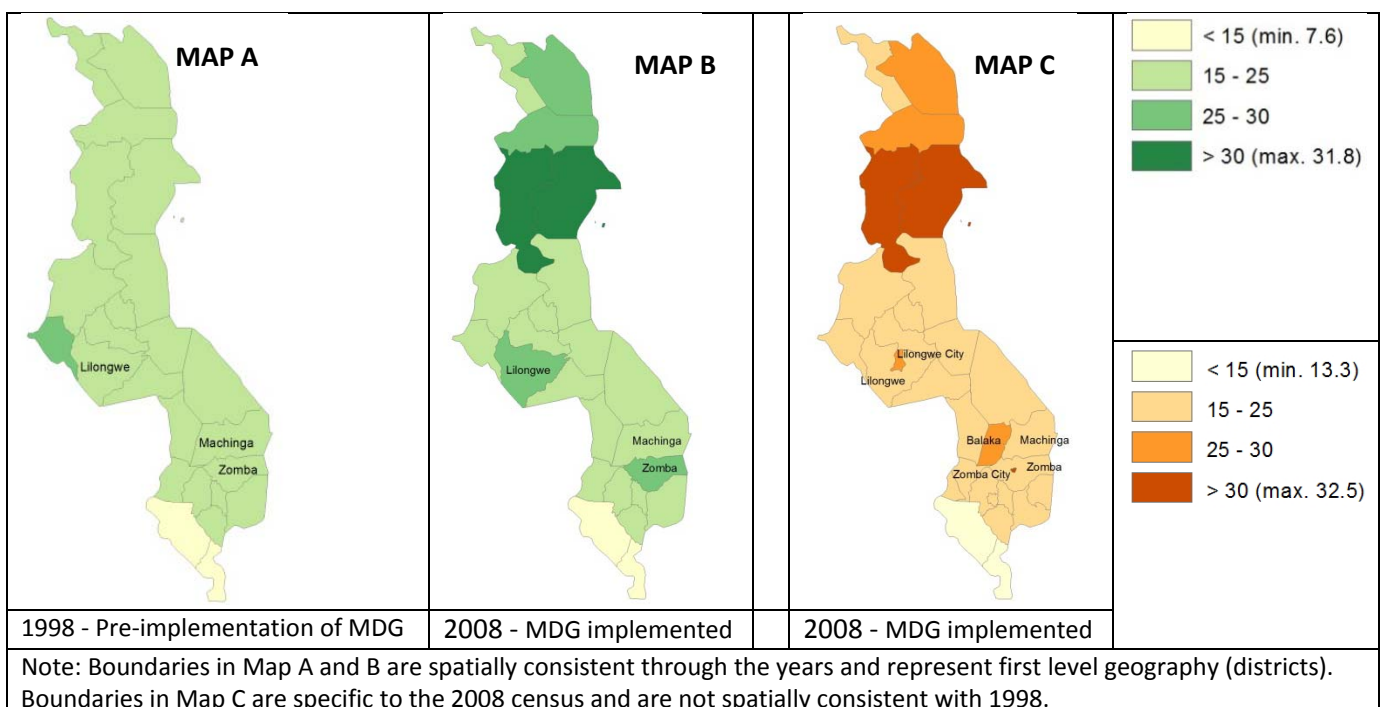 MAP A
Lilongwe
Machinga
Zomba
MAP B
Lilongwe
Machinga
Zomba
MAP C
Lilongwe City
Lilongwe
Balaka
Machinga
Zomba City
Zomba
< 15 (min. 7.6)
15 - 25
25 - 30
> 30 (max. 31.8)
< 15 (min. 13.3)
15 - 25
25 - 30
> 30 (max. 32.5)
1998 - Pre-implementation of MDG
2008 - MDG implemented
2008 - MDG implemented
Note: Boundaries in Map A and B are spatially consistent through the years and represent first level geography (districts).
Boundaries in Map C are specific to the 2008 census and are not spatially consistent with 1998.